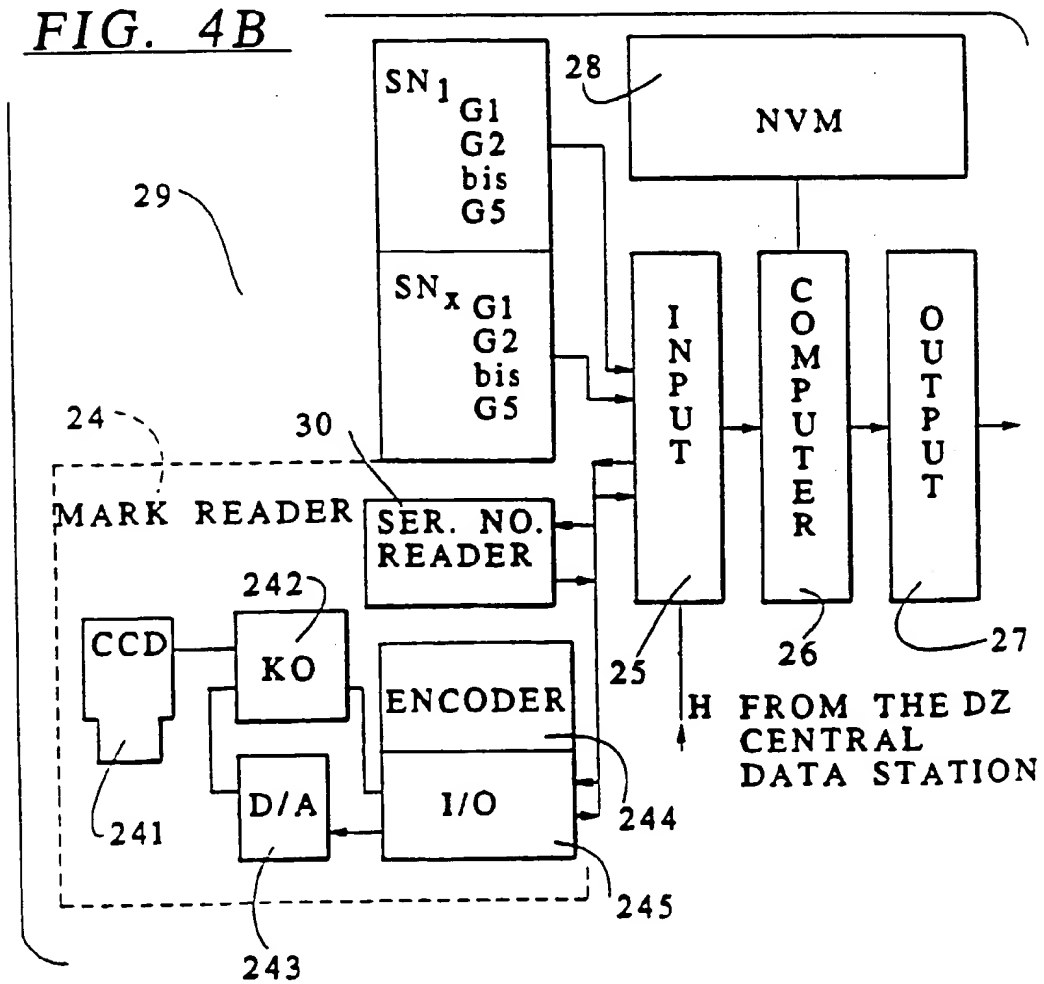 FIG. 4B
SN1
G1
G2
bis
G5
28
NVM
29
SNx
G1
G2
bis
G5
INPUT
COMPUTER
OUTPUT
24
30
MARK READER
SER. NO.
READER
242
25
26
27
CCD
KO
ENCODER
H FROM THE DZ
CENTRAL
DATA STATION
D/A
I/O
241
244
245
243